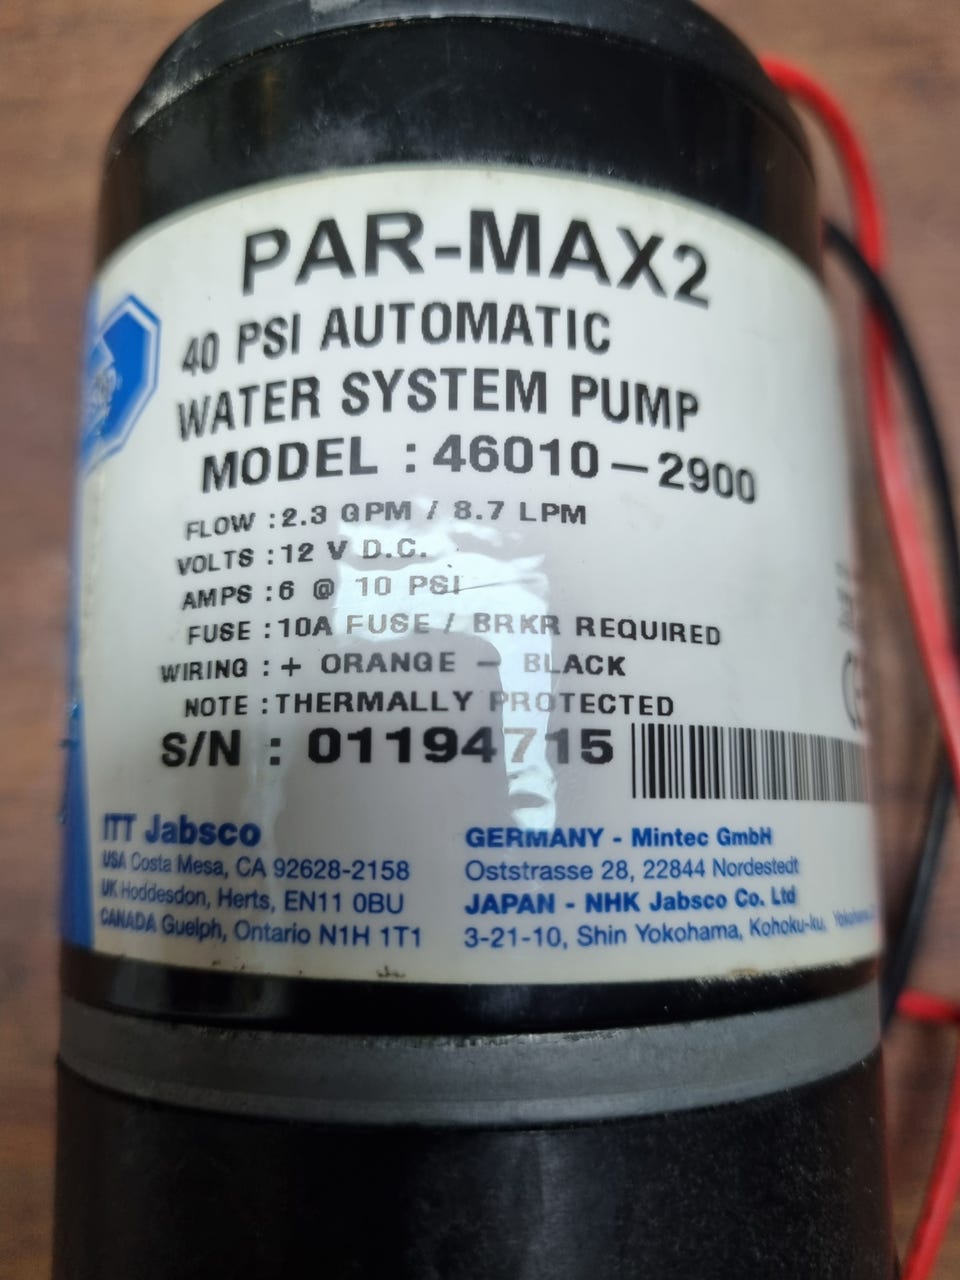 PAR-MAX2
40 PSI AUTOMATIC
WATER SYSTEM PUMP
MODEL : 46010-2900
FLOW : 2.3 GPM / 8.7 LPM
VOLTS : 12 V D.C.
AMPS : 6 @ 10 PSI
FUSE : 10A FUSE / BRKR REQUIRED
WIRING : + ORANGE - BLACK
NOTE : THERMALLY PROTECTED
S/N : 01194715
ITT Jabsco
USA Costa Mesa, CA 92628-2158
UK Hoddesdon, Herts, EN11 0BU
CANADA Guelph, Ontario N1H 1T1
GERMANY - Mintec GmbH
Oststrasse 28, 22844 Nordestedt
JAPAN - NHK Jabsco Co. Ltd
3-21-10, Shin Yokohama, Kohoku-ku,